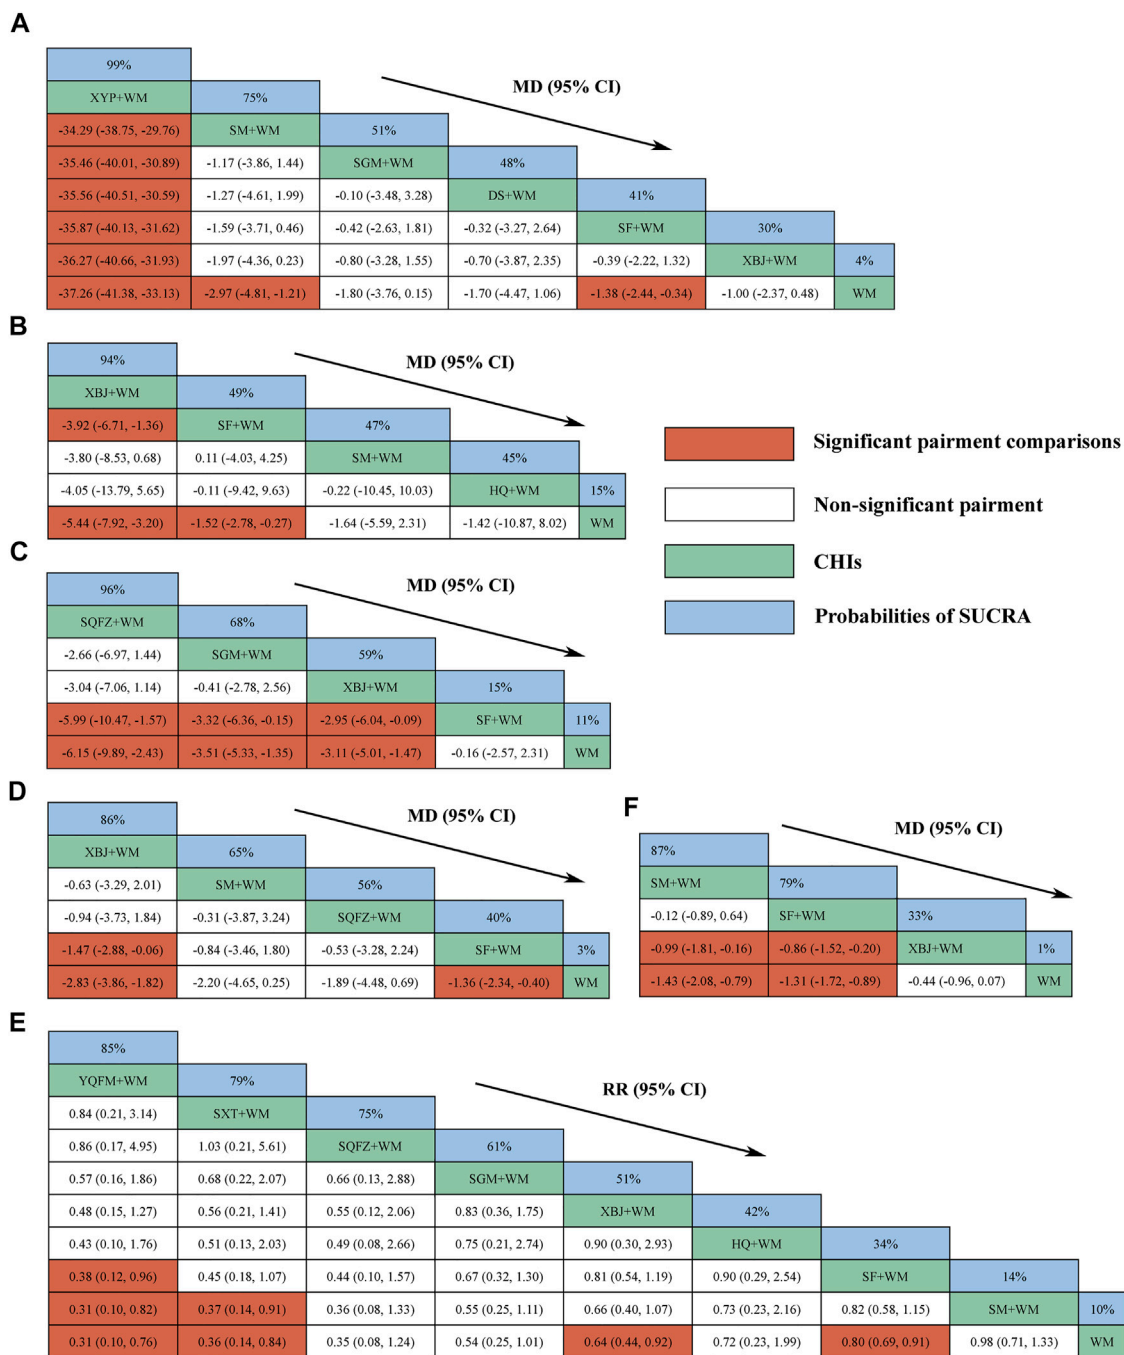 A
99%
MD (95% CI)
XYP+WM 75%
-34.29 (-38.75, -29.76) SM+WM 51%
-35.46 (-40.01, -30.89) -1.17 (-3.86, 1.44) SGM+WM 48%
-35.56 (-40.51, -30.59) -1.27 (-4.61, 1.99) -0.10 (-3.48, 3.28) DS+WM 41%
-35.87 (-40.13, -31.62) -1.59 (-3.71, 0.46) -0.42 (-2.63, 1.81) -0.32 (-3.27, 2.64) SF+WM 30%
-36.27 (-40.66, -31.93) -1.97 (-4.36, 0.23) -0.80 (-3.28, 1.55) -0.70 (-3.87, 2.35) -0.39 (-2.22, 1.32) XBJ+WM 4%
-37.26 (-41.38, -33.13) -2.97 (-4.81, -1.21) -1.80 (-3.76, 0.15) -1.70 (-4.47, 1.06) -1.38 (-2.44, -0.34) -1.00 (-2.37, 0.48) WM
B
94%
MD (95% CI)
XBJ+WM 49%
-3.92 (-6.71, -1.36) SF+WM 47%
-3.80 (-8.53, 0.68) 0.11 (-4.03, 4.25) SM+WM 45%
-4.05 (-13.79, 5.65) -0.11 (-9.42, 9.63) -0.22 (-10.45, 10.03) HQ+WM 15%
-5.44 (-7.92, -3.20) -1.52 (-2.78, -0.27) -1.64 (-5.59, 2.31) -1.42 (-10.87, 8.02) WM
Significant pairment comparisons
Non-significant pairment
CHIs
Probabilities of SUCRA
C
96%
MD (95% CI)
SQFZ+WM 68%
-2.66 (-6.97, 1.44) SGM+WM 59%
-3.04 (-7.06, 1.14) -0.41 (-2.78, 2.56) XBJ+WM 15%
-5.99 (-10.47, -1.57) -3.32 (-6.36, -0.15) -2.95 (-6.04, -0.09) SF+WM 11%
-6.15 (-9.89, -2.43) -3.51 (-5.33, -1.35) -3.11 (-5.01, -1.47) -0.16 (-2.57, 2.31) WM
D
86%
MD (95% CI)
XBJ+WM 65%
-0.63 (-3.29, 2.01) SM+WM 56%
-0.94 (-3.73, 1.84) -0.31 (-3.87, 3.24) SQFZ+WM 40%
-1.47 (-2.88, -0.06) -0.84 (-3.46, 1.80) -0.53 (-3.28, 2.24) SF+WM 3%
-2.83 (-3.86, -1.82) -2.20 (-4.65, 0.25) -1.89 (-4.48, 0.69) -1.36 (-2.34, -0.40) WM
F
MD (95% CI)
87%
SM+WM 79%
-0.12 (-0.89, 0.64) SF+WM 33%
-0.99 (-1.81, -0.16) -0.86 (-1.52, -0.20) XBJ+WM 1%
-1.43 (-2.08, -0.79) -1.31 (-1.72, -0.89) -0.44 (-0.96, 0.07) WM
E
85%
RR (95% CI)
YQFM+WM 79%
0.84 (0.21, 3.14) SXT+WM 75%
0.86 (0.17, 4.95) 1.03 (0.21, 5.61) SQFZ+WM 61%
0.57 (0.16, 1.86) 0.68 (0.22, 2.07) 0.66 (0.13, 2.88) SGM+WM 51%
0.48 (0.15, 1.27) 0.56 (0.21, 1.41) 0.55 (0.12, 2.06) 0.83 (0.36, 1.75) XBJ+WM 42%
0.43 (0.10, 1.76) 0.51 (0.13, 2.03) 0.49 (0.08, 2.66) 0.75 (0.21, 2.74) 0.90 (0.30, 2.93) HQ+WM 34%
0.38 (0.12, 0.96) 0.45 (0.18, 1.07) 0.44 (0.10, 1.57) 0.67 (0.32, 1.30) 0.81 (0.54, 1.19) 0.90 (0.29, 2.54) SF+WM 14%
0.31 (0.10, 0.82) 0.37 (0.14, 0.91) 0.36 (0.08, 1.33) 0.55 (0.25, 1.11) 0.66 (0.40, 1.07) 0.73 (0.23, 2.16) 0.82 (0.58, 1.15) SM+WM 10%
0.31 (0.10, 0.76) 0.36 (0.14, 0.84) 0.35 (0.08, 1.24) 0.54 (0.25, 1.01) 0.64 (0.44, 0.92) 0.72 (0.23, 1.99) 0.80 (0.69, 0.91) 0.98 (0.71, 1.33) WM